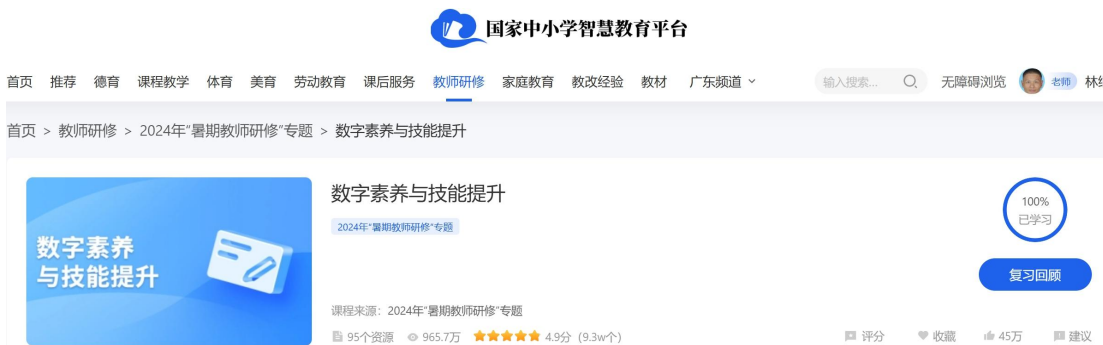 国家中小学智慧教育平台
首页 推荐 德育 课程教学 体育 美育 劳动教育 课后服务 教师研修 家庭教育 教改经验 教材 广东频道 输入搜索... 无障碍浏览 老师 林
首页 > 教师研修 > 2024年"暑期教师研修"专题 > 数字素养与技能提升
数字素养
与技能提升
数字素养与技能提升
2024年"暑期教师研修"专题
100%
已学习
复习回顾
课程来源：2024年"暑期教师研修"专题
95个资源 965.7万 4.9分 (9.3w个) 评分 收藏 45万 建议